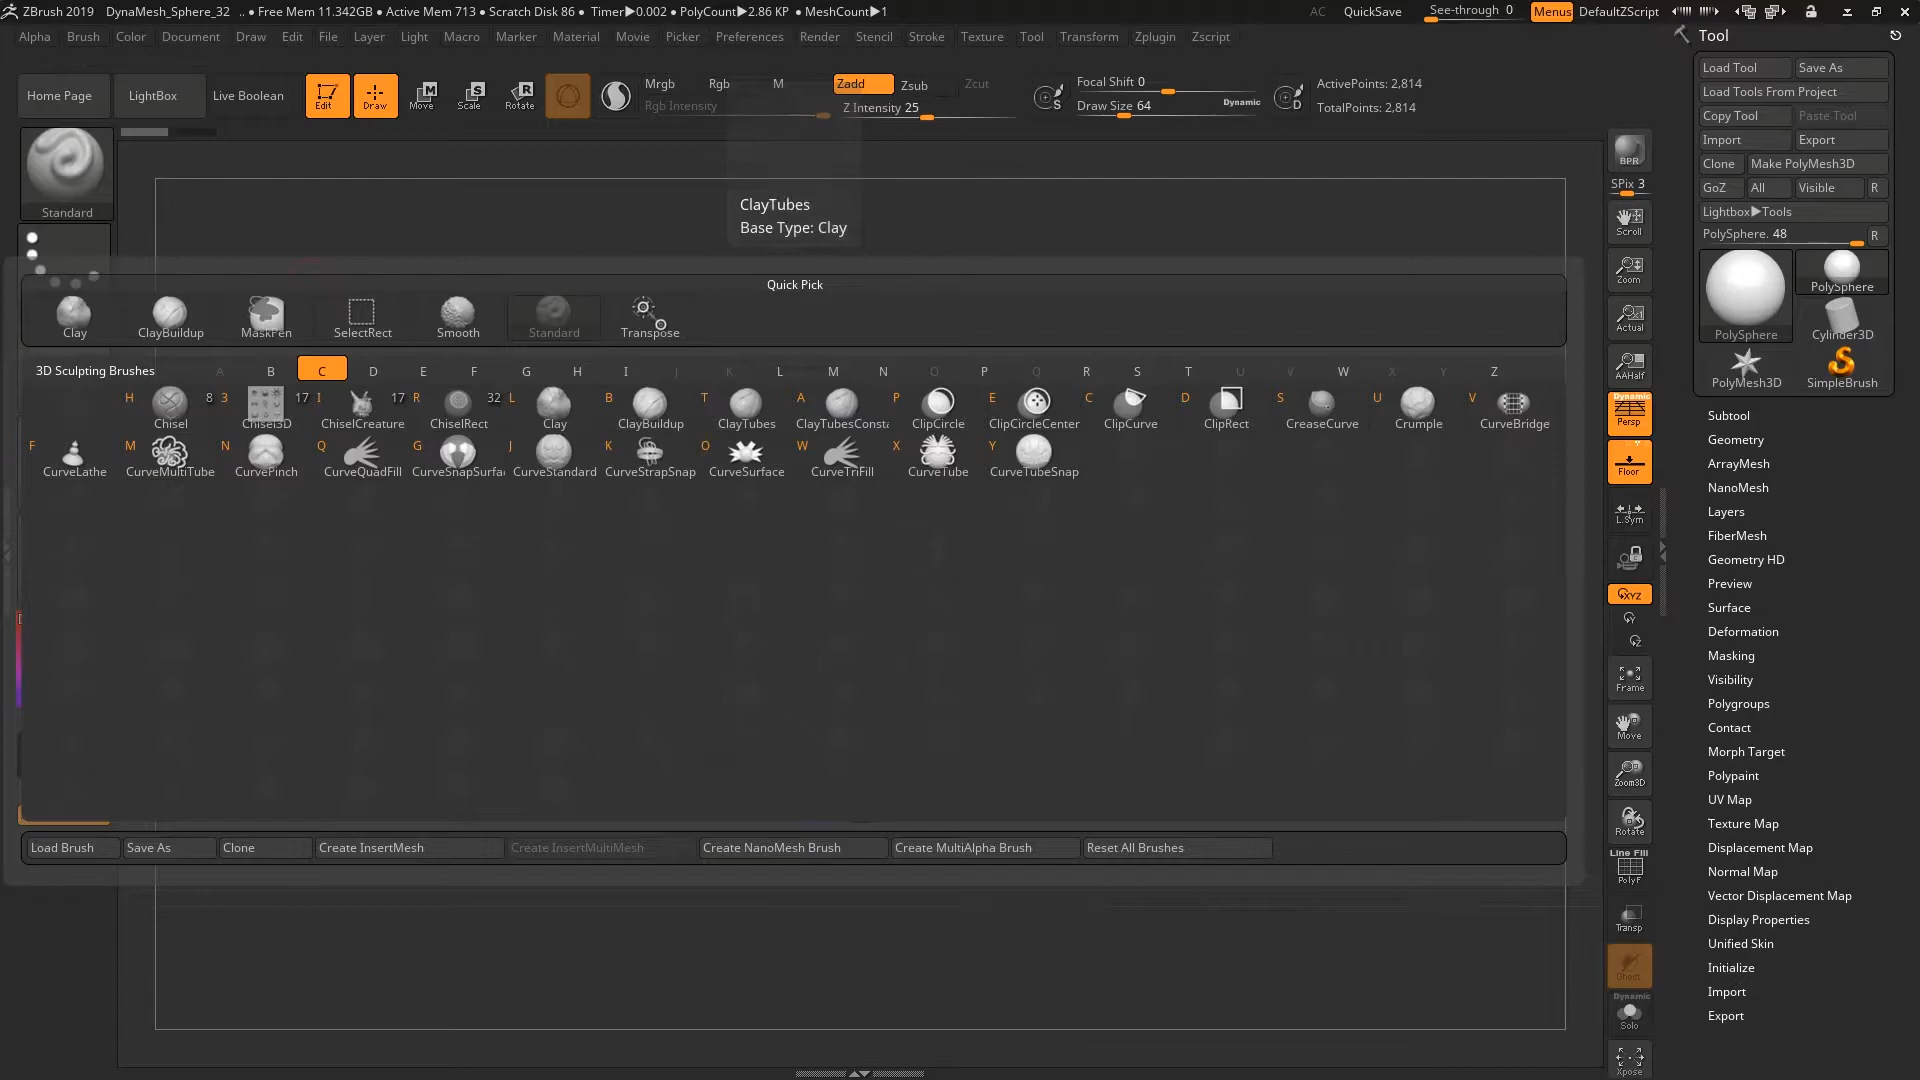 ZBrush 2019 DynaMesh_Sphere_32 .. ● Free Mem 11.342GB ● Active Mem 713 ● Scratch Disk 86 ● Timer▶0.002 ● PolyCount▶2.86 KP ● MeshCount▶1 AC QuickSave See-through 0 Menus DefaultZScript
Alpha Brush Color Document Draw Edit File Layer Light Macro Marker Material Movie Picker Preferences Render Stencil Stroke Texture Tool Transform Zplugin Zscript
Tool
Load Tool Save As
Load Tools From Project
Copy Tool Paste Tool
Import Export
Clone Make PolyMesh3D
GoZ All Visible R
Lightbox▶Tools
PolySphere. 48 R
PolySphere PolySphere
Cylinder3D
PolyMesh3D SimpleBrush
Home Page LightBox Live Boolean Edit Draw Move Scale Rotate
Mrgb Rgb M Zadd Zsub Zcut
Rgb Intensity Z Intensity 25
S Focal Shift 0
Draw Size 64 Dynamic D
ActivePoints: 2,814
TotalPoints: 2,814
Standard
ClayTubes
Base Type: Clay
Quick Pick
Clay ClayBuildup MaskPen SelectRect Smooth Standard Transpose
3D Sculpting Brushes A B C D E F G H I J K L M N O P Q R S T U V W X Y Z
H 8 3 17 I 17 R 32 L B T A P E C D S U V
Chisel Chisel3D ChiselCreature ChiselRect Clay ClayBuildup ClayTubes ClayTubesConsta ClipCircle ClipCircleCenter ClipCurve ClipRect CreaseCurve Crumple CurveBridge
F M N Q G J K O W X Y
CurveLathe CurveMultiTube CurvePinch CurveQuadFill CurveSnapSurfac CurveStandard CurveStrapSnap CurveSurface CurveTriFill CurveTube CurveTubeSnap
Load Brush Save As Clone Create InsertMesh Create InsertMultiMesh Create NanoMesh Brush Create MultiAlpha Brush Reset All Brushes
BPR
SPix 3
Scroll
Zoom
Actual
AAHalf
Dynamic
Persp
Floor
L.Sym
XYZ
Y
Z
Frame
Move
Zoom3D
Rotate
Line Fill
PolyF
Transp
Ghost
Dynamic
Solo
Xpose
Subtool
Geometry
ArrayMesh
NanoMesh
Layers
FiberMesh
Geometry HD
Preview
Surface
Deformation
Masking
Visibility
Polygroups
Contact
Morph Target
Polypaint
UV Map
Texture Map
Displacement Map
Normal Map
Vector Displacement Map
Display Properties
Unified Skin
Initialize
Import
Export